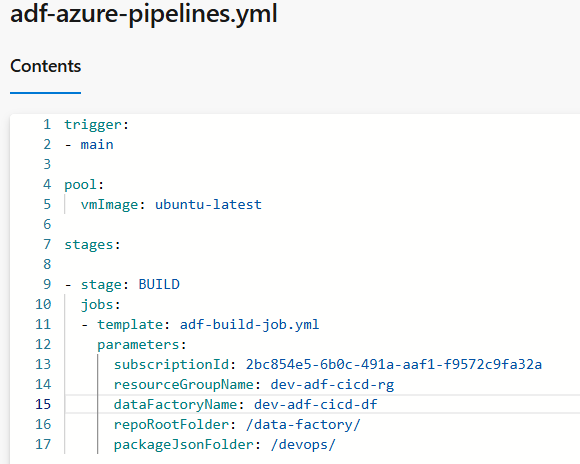 adf-azure-pipelines.yml
Contents
1 trigger:
2 - main
3
4 pool:
5   vmImage: ubuntu-latest
6
7 stages:
8
9 - stage: BUILD
10   jobs:
11   - template: adf-build-job.yml
12     parameters:
13       subscriptionId: 2bc854e5-6b0c-491a-aaf1-f9572c9fa32a
14       resourceGroupName: dev-adf-cicd-rg
15       dataFactoryName: dev-adf-cicd-df
16       repoRootFolder: /data-factory/
17       packageJsonFolder: /devops/